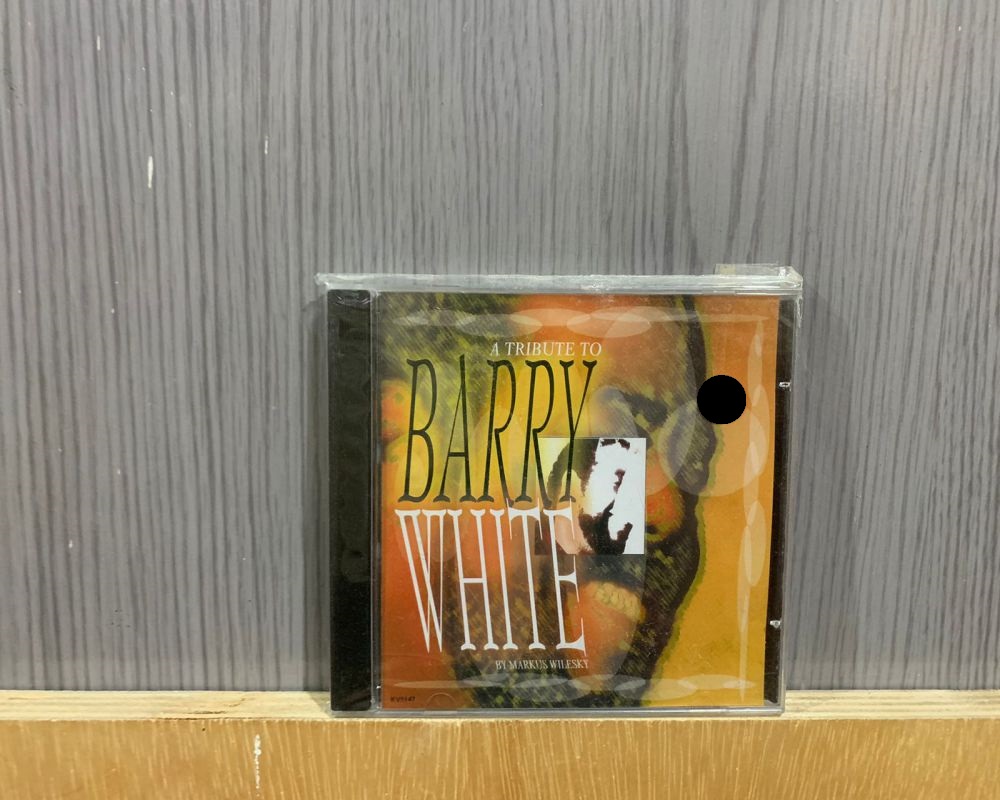 A TRIBUTE TO
BARRY
WHITE
BY MARKUS WILESKY